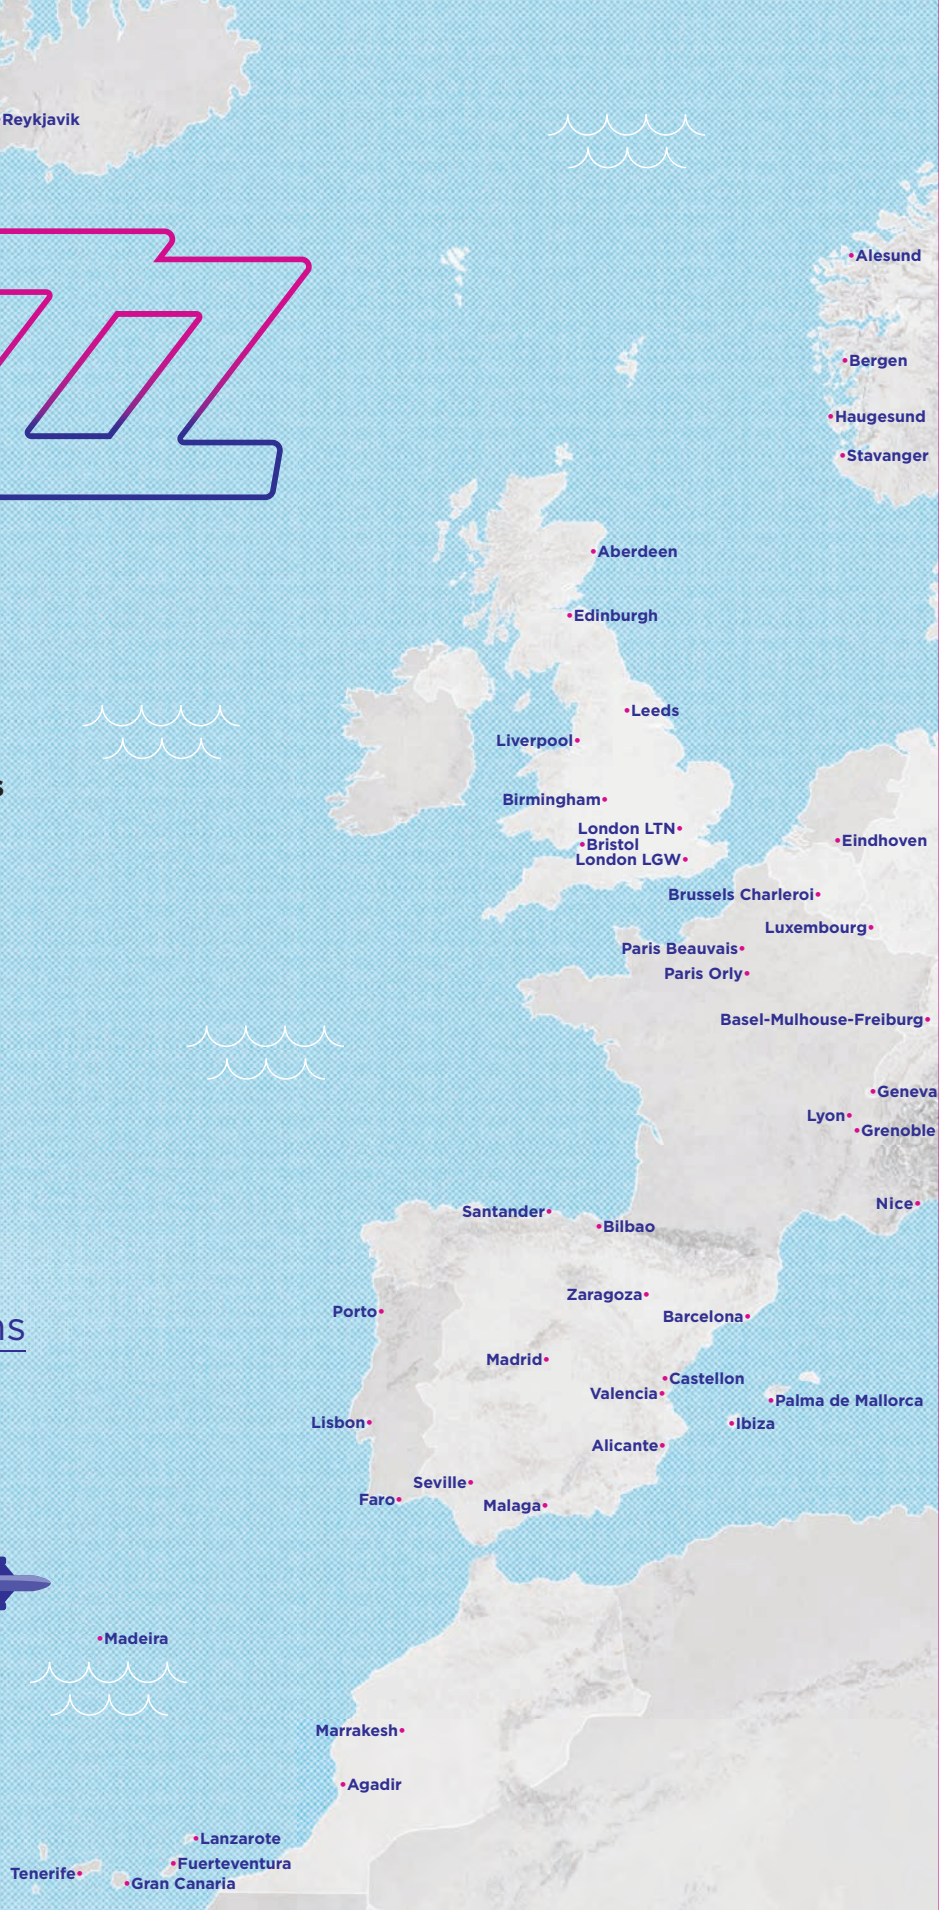 Reykjavik
Alesund
Bergen
Haugesund
Stavanger
Aberdeen
Edinburgh
Leeds
Liverpool
s
Birmingham
London LTN
Bristol
London LGW
Eindhoven
Brussels Charleroi
Luxembourg
Paris Beauvais
Paris Orly
Basel-Mulhouse-Freiburg
Geneva
Lyon
Grenoble
Nice
Santander
Bilbao
Zaragoza
Porto
Barcelona
ns
Madrid
Castellon
Valencia
Palma de Mallorca
Ibiza
Lisbon
Alicante
Seville
Faro
Malaga
Madeira
Marrakesh
Agadir
Lanzarote
Fuerteventura
Tenerife
Gran Canaria